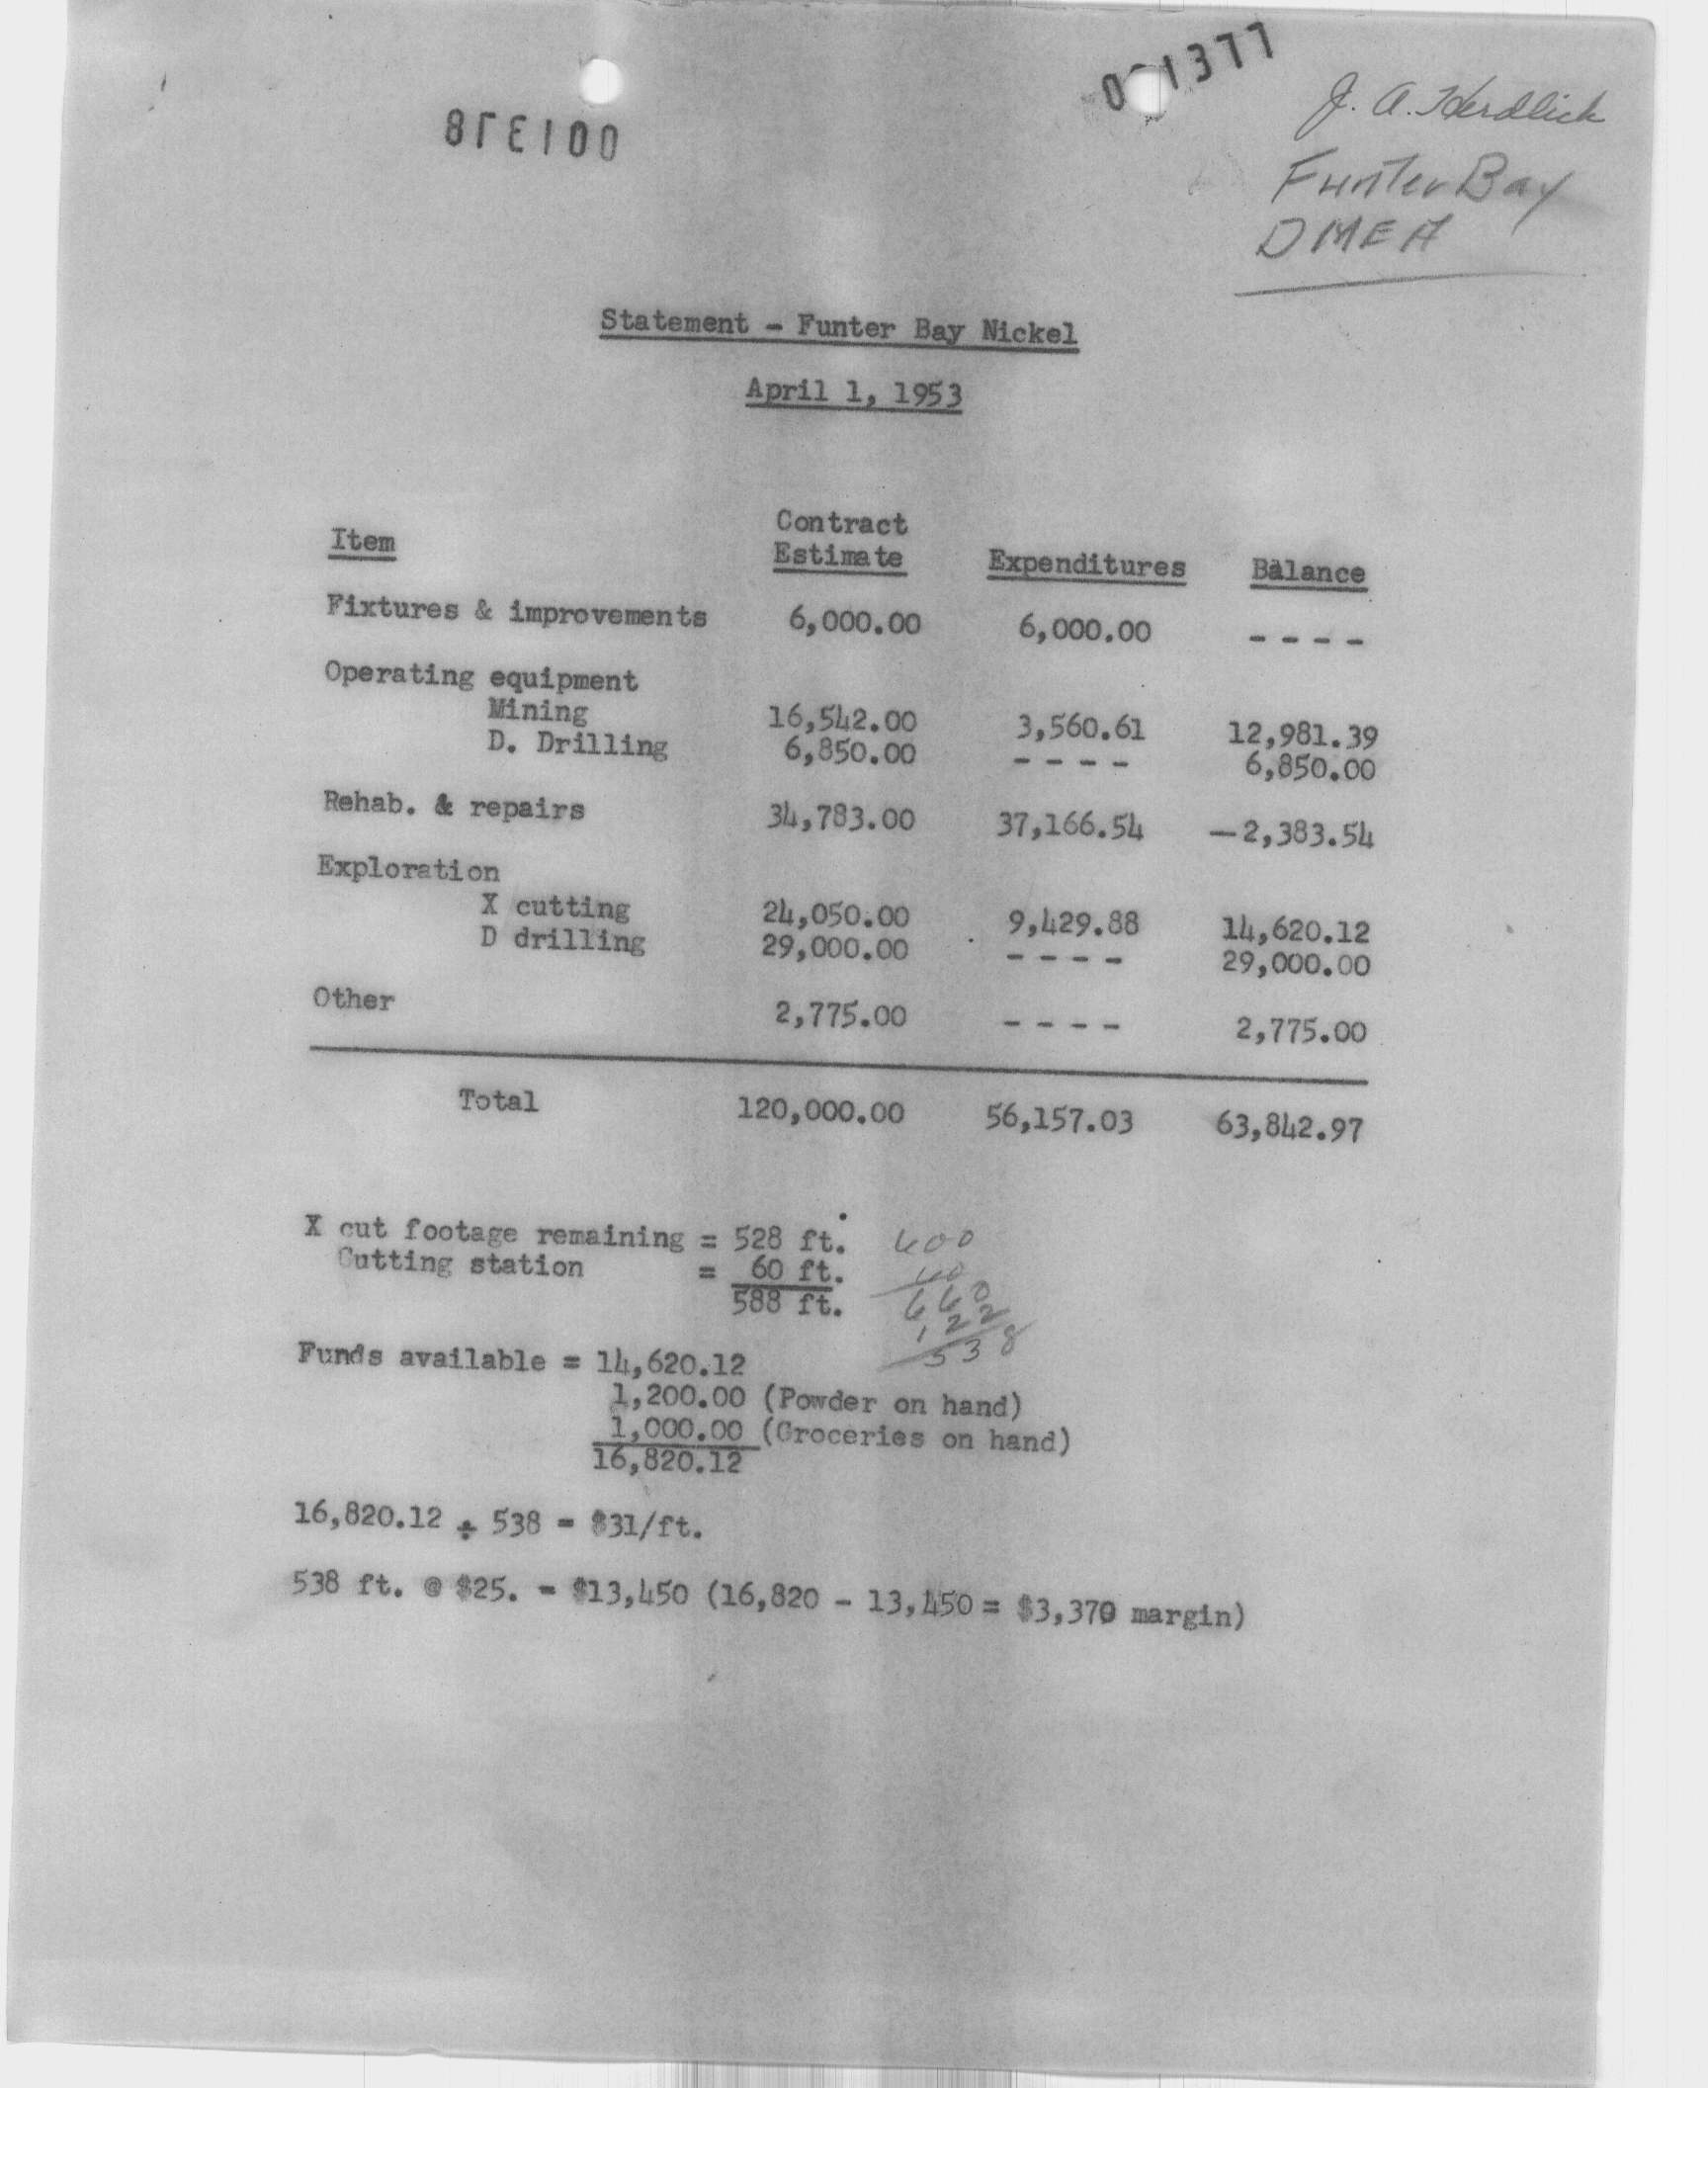 001377
001378
J. A. Herdlick
Funter Bay
DMEA
Statement - Funter Bay Nickel
April 1, 1953
Item Contract Estimate Expenditures Balance
Fixtures & improvements 6,000.00 6,000.00 ----
Operating equipment
Mining 16,542.00 3,560.61 12,981.39
D. Drilling 6,850.00 ---- 6,850.00
Rehab. & repairs 34,783.00 37,166.54 -2,383.54
Exploration
X cutting 24,050.00 9,429.88 14,620.12
D drilling 29,000.00 ---- 29,000.00
Other 2,775.00 ---- 2,775.00
Total 120,000.00 56,157.03 63,842.97
X cut footage remaining = 528 ft. 600
Cutting station = 60 ft. 60
588 ft. 660
122
538
Funds available = 14,620.12
1,200.00 (Powder on hand)
1,000.00 (Groceries on hand)
16,820.12
16,820.12 ÷ 538 = $31/ft.
538 ft. @ $25. = $13,450 (16,820 - 13,450 = $3,370 margin)